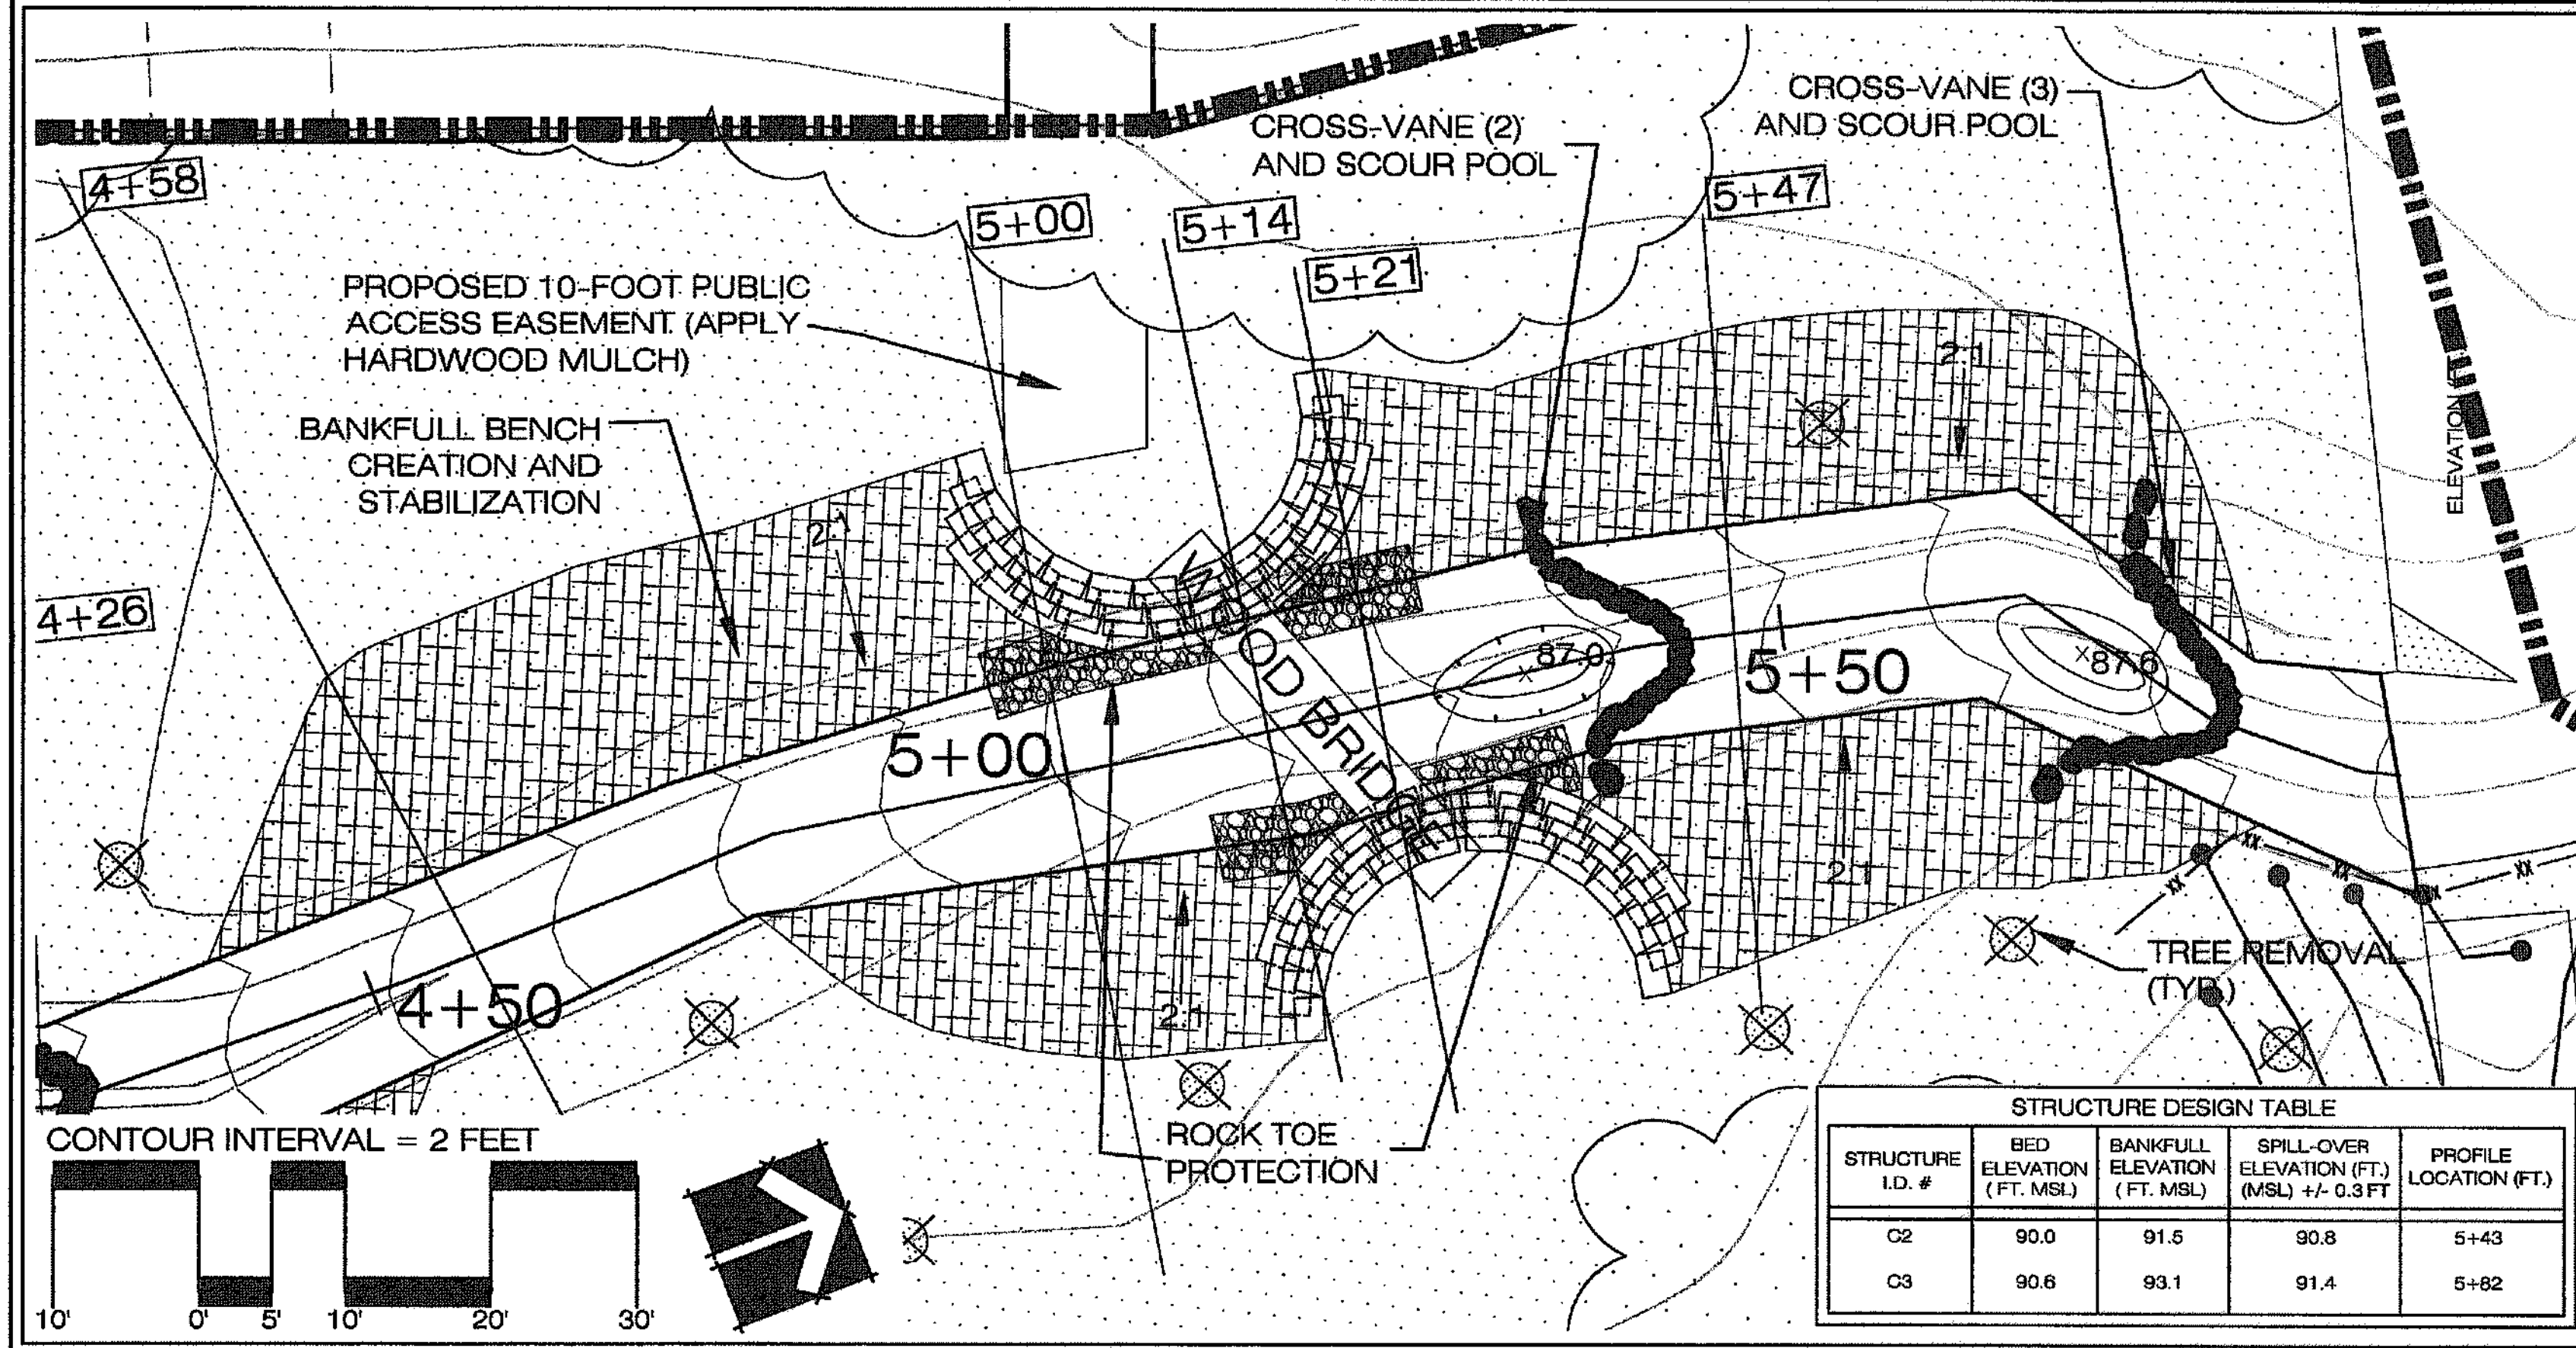 CROSS-VANE (3)
AND SCOUR POOL
CROSS-VANE (2)
AND SCOUR POOL
4+58
5+00
5+14
5+47
5+21
PROPOSED 10-FOOT PUBLIC
ACCESS EASEMENT (APPLY
HARDWOOD MULCH)
2:1
ELEVATION
BANKFULL BENCH
CREATION AND
STABILIZATION
2:1
4+26
WOOD BRIDGE
87.0
5+50
87.6
5+00
2:1
XX
XX
XX
XX
XX
4+50
2:1
TREE REMOVAL
(TYP.)
ROCK TOE
PROTECTION
CONTOUR INTERVAL = 2 FEET
10' 0' 5' 10' 20' 30'
STRUCTURE DESIGN TABLE
STRUCTURE
I.D. #
BED
ELEVATION
(FT. MSL)
BANKFULL
ELEVATION
(FT. MSL)
SPILL-OVER
ELEVATION (FT.)
(MSL) +/- 0.3 FT
PROFILE
LOCATION (FT.)
C2 90.0 91.5 90.8 5+43
C3 90.6 93.1 91.4 5+82